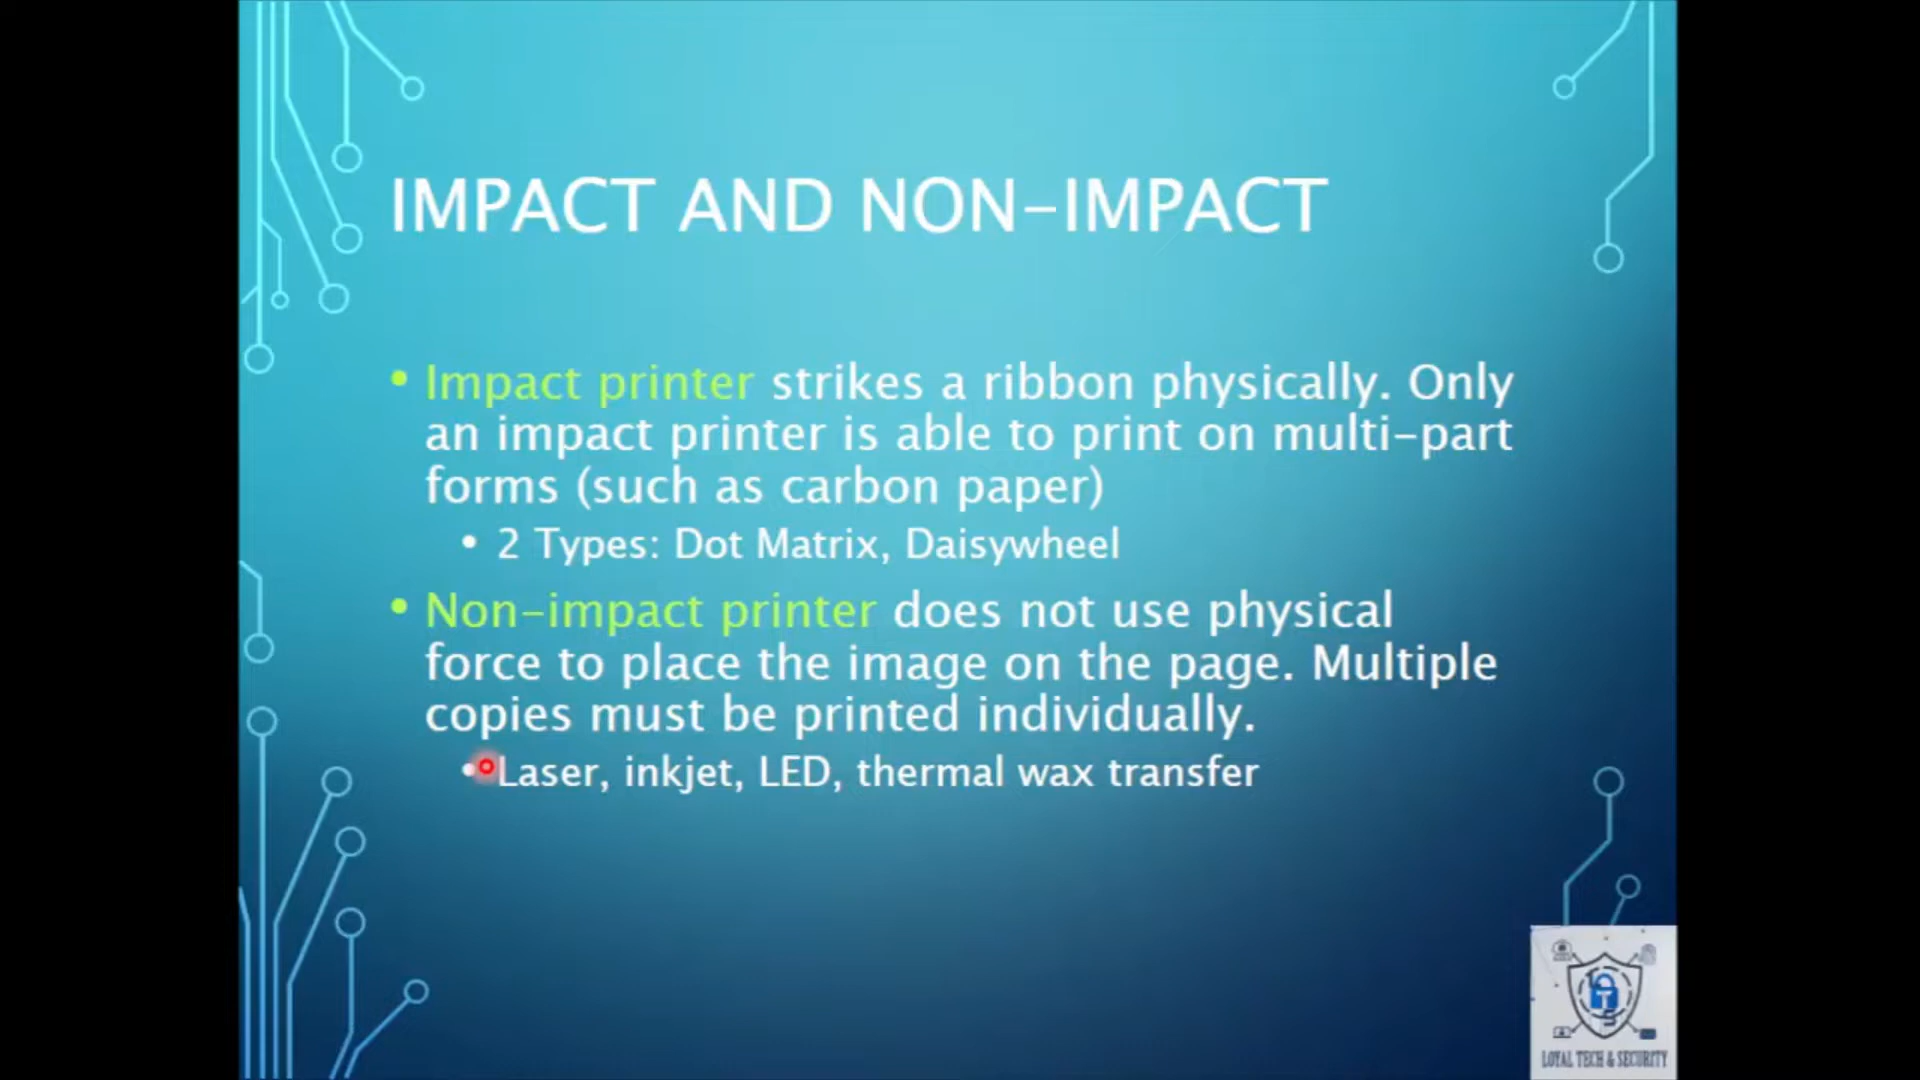 IMPACT AND NON-IMPACT
• Impact printer strikes a ribbon physically. Only
an impact printer is able to print on multi-part
forms (such as carbon paper)
• 2 Types: Dot Matrix, Daisywheel
• Non-impact printer does not use physical
force to place the image on the page. Multiple
copies must be printed individually.
• Laser, inkjet, LED, thermal wax transfer
LOYAL TECH & SECURITY